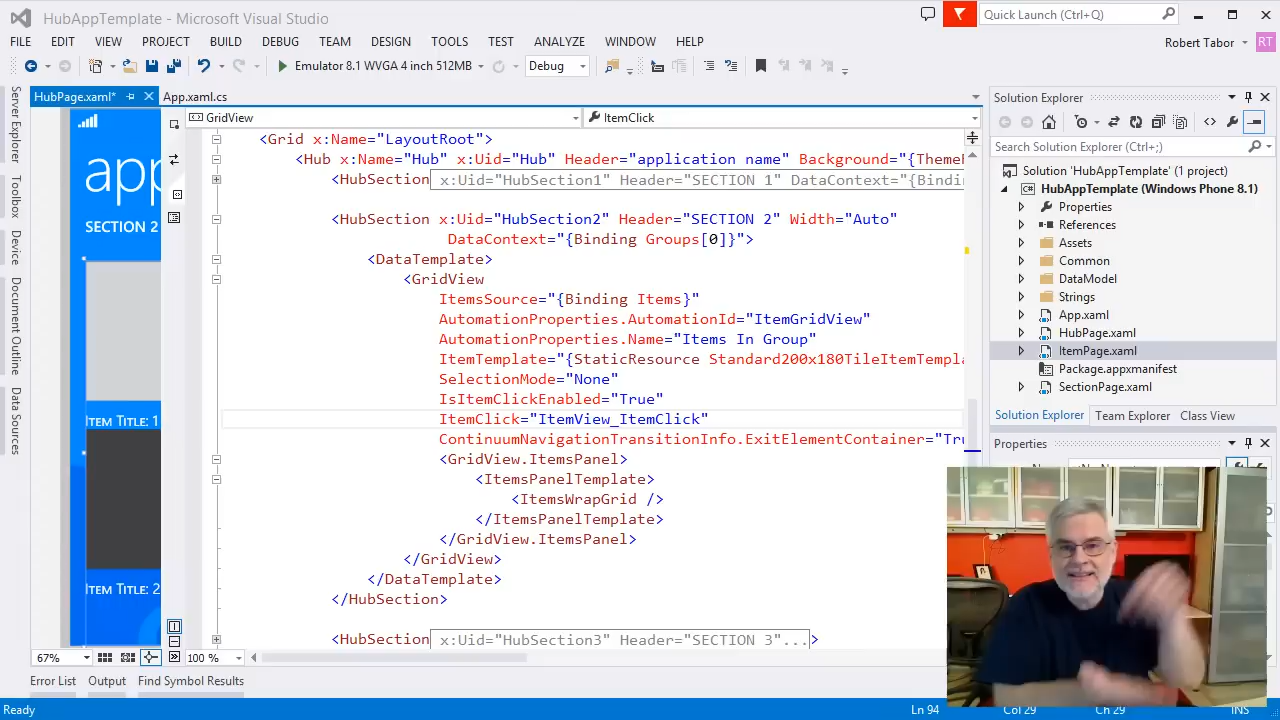 HubAppTemplate - Microsoft Visual Studio
Quick Launch (Ctrl+Q)
FILE EDIT VIEW PROJECT BUILD DEBUG TEAM DESIGN TOOLS TEST ANALYZE WINDOW HELP
Robert Tabor RT
Emulator 8.1 WVGA 4 inch 512MB Debug
Server Explorer
Toolbox
Device
Document Outline
Data Sources
HubPage.xaml* App.xaml.cs
GridView ItemClick
app
SECTION 2
ITEM TITLE: 1
ITEM TITLE: 2
<Grid x:Name="LayoutRoot">
<Hub x:Name="Hub" x:Uid="Hub" Header="application name" Background="{ThemeR
<HubSection x:Uid="HubSection1" Header="SECTION 1" DataContext="{Bindin
<HubSection x:Uid="HubSection2" Header="SECTION 2" Width="Auto"
DataContext="{Binding Groups[0]}">
<DataTemplate>
<GridView
ItemsSource="{Binding Items}"
AutomationProperties.AutomationId="ItemGridView"
AutomationProperties.Name="Items In Group"
ItemTemplate="{StaticResource Standard200x180TileItemTempla
SelectionMode="None"
IsItemClickEnabled="True"
ItemClick="ItemView_ItemClick"
ContinuumNavigationTransitionInfo.ExitElementContainer="Tru
<GridView.ItemsPanel>
<ItemsPanelTemplate>
<ItemsWrapGrid />
</ItemsPanelTemplate>
</GridView.ItemsPanel>
</GridView>
</DataTemplate>
</HubSection>
<HubSection x:Uid="HubSection3" Header="SECTION 3"...>
67% 100 %
Error List Output Find Symbol Results
Ready Ln 94 Col 29 Ch 29 INS
Solution Explorer
Search Solution Explorer (Ctrl+;)
Solution 'HubAppTemplate' (1 project)
HubAppTemplate (Windows Phone 8.1)
Properties
References
Assets
Common
DataModel
Strings
App.xaml
HubPage.xaml
ItemPage.xaml
Package.appxmanifest
SectionPage.xaml
Solution Explorer Team Explorer Class View
Properties